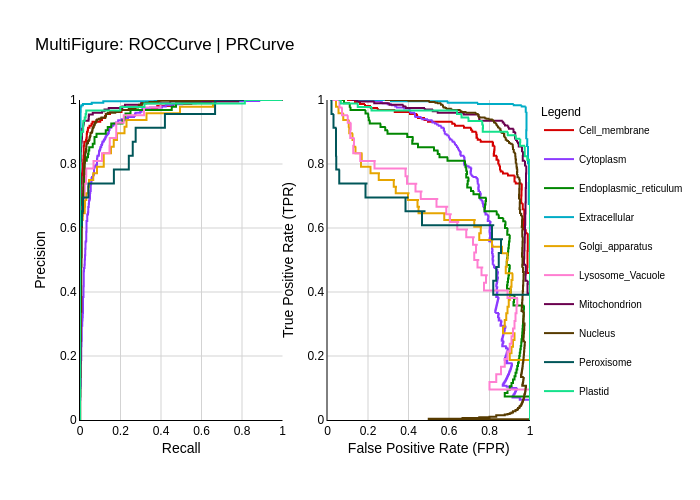 MultiFigure: ROCCurve | PRCurve
Precision
1
0.8
0.6
0.4
0.2
0
0 0.2 0.4 0.6 0.8 1
Recall
True Positive Rate (TPR)
1
0.8
0.6
0.4
0.2
0
0 0.2 0.4 0.6 0.8 1
False Positive Rate (FPR)
Legend
Cell_membrane
Cytoplasm
Endoplasmic_reticulum
Extracellular
Golgi_apparatus
Lysosome_Vacuole
Mitochondrion
Nucleus
Peroxisome
Plastid